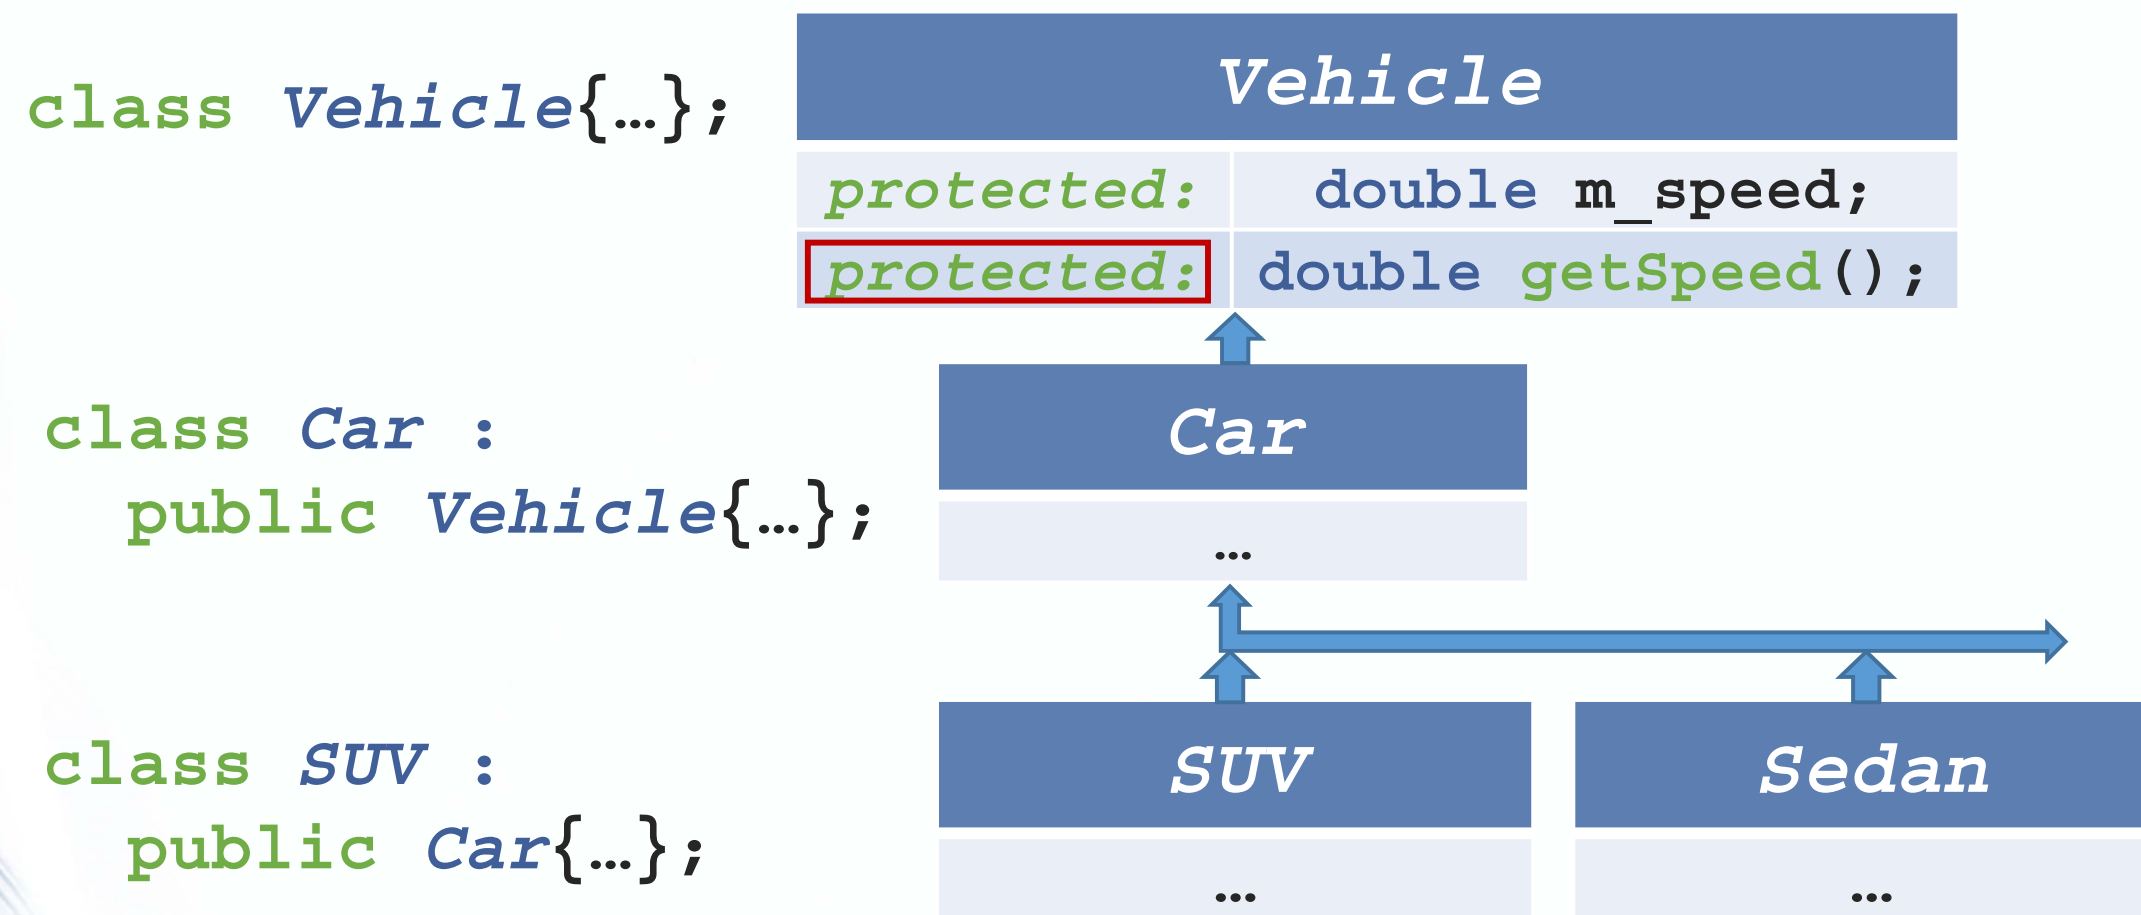 class Vehicle{…};
Vehicle
protected: double m_speed;
protected: double getSpeed();
class Car :
public Vehicle{…};
Car
…
class SUV :
public Car{…};
SUV
…
Sedan
…